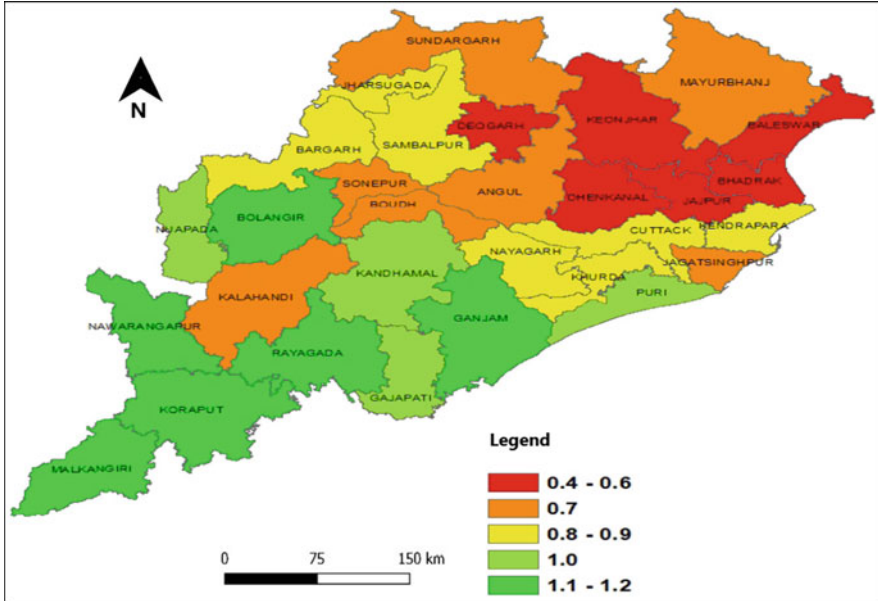 SUNDARGARH
MAYURBHANJ
JHARSUGADA
DEOGARH
KEONJHAR
BALESWAR
BARGARH
SAMBALPUR
SONEPUR
ANGUL
BHADRAK
DHENKANAL
JAJPUR
BOUDH
NUAPADA
BOLANGIR
CUTTACK
KENDRAPARA
NAYAGARH
JAGATSINGHPUR
KANDHAMAL
KHURDA
PURI
KALAHANDI
NAWARANGAPUR
GANJAM
RAYAGADA
GAJAPATI
KORAPUT
MALKANGIRI
N
Legend
0.4 - 0.6
0.7
0.8 - 0.9
1.0
1.1 - 1.2
0 75 150 km